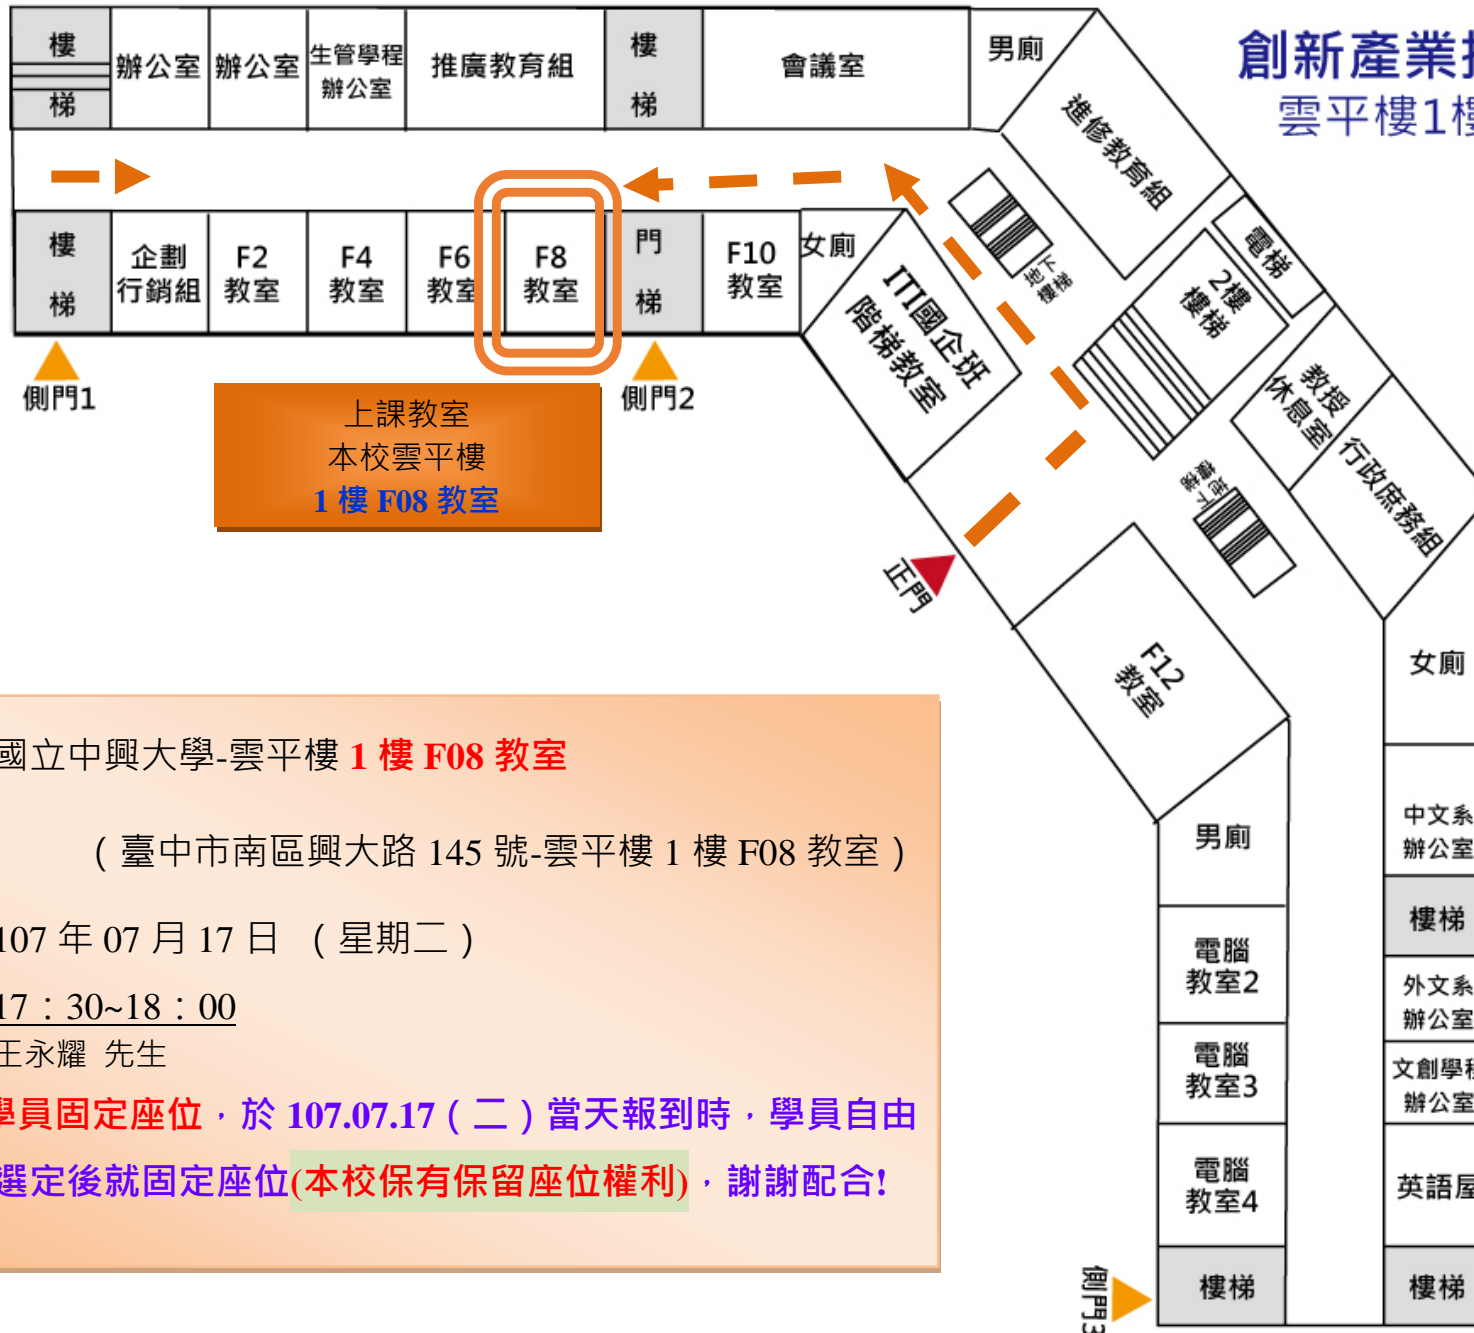 創新產業
雲平樓1樓
樓梯
辦公室
辦公室
生管學程
辦公室
推廣教育組
樓梯
會議室
男廁
進修教育組
電梯
2樓
樓梯
地下
樓梯
教授
休息室
行政庶務組
地下
樓梯
樓梯
企劃
行銷組
F2
教室
F4
教室
F6
教室
F8
教室
門梯
F10
教室
女廁
ITI國企班
階梯教室
側門1
側門2
上課教室
本校雲平樓
1 樓 F08 教室
正門
F12
教室
女廁
男廁
中文系
辦公室
樓梯
電腦
教室2
外文系
辦公室
電腦
教室3
文創學程
辦公室
電腦
教室4
英語屋
樓梯
樓梯
側門3
國立中興大學-雲平樓 1 樓 F08 教室
（臺中市南區興大路 145 號-雲平樓 1 樓 F08 教室）
107 年 07 月 17 日 （星期二）
17：30~18：00
王永耀 先生
學員固定座位，於 107.07.17（二）當天報到時，學員自由
選定後就固定座位(本校保有保留座位權利)，謝謝配合!